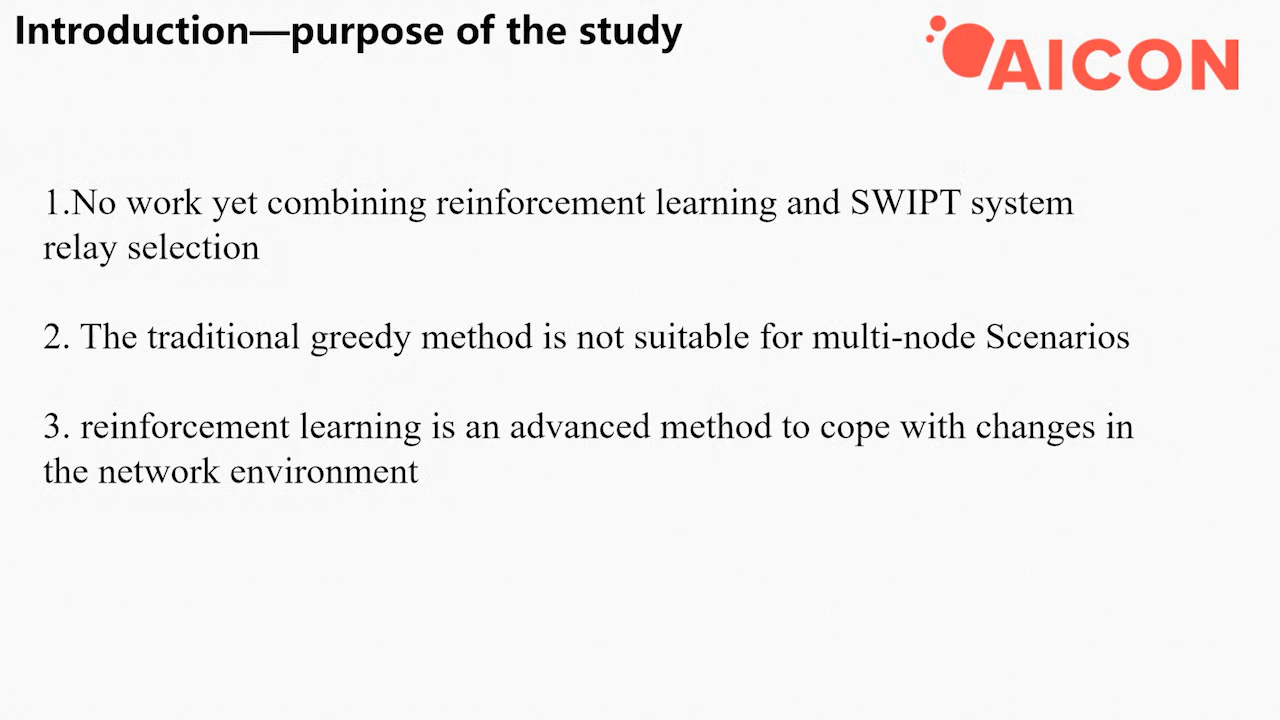 Introduction—purpose of the study
AICON
1.No work yet combining reinforcement learning and SWIPT system
relay selection
2. The traditional greedy method is not suitable for multi-node Scenarios
3. reinforcement learning is an advanced method to cope with changes in
the network environment